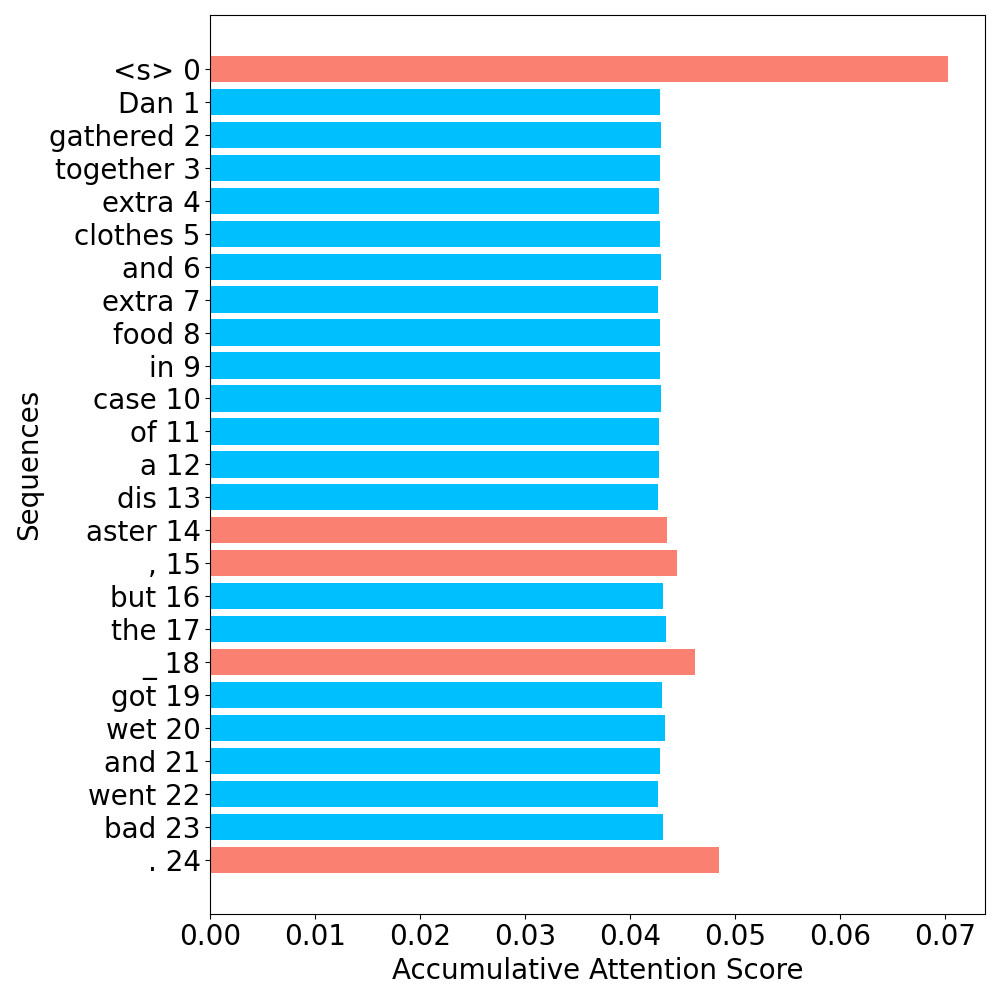 <s> 0
Dan 1
gathered 2
together 3
extra 4
clothes 5
and 6
extra 7
food 8
in 9
case 10
of 11
a 12
dis 13
aster 14
, 15
but 16
the 17
_ 18
got 19
wet 20
and 21
went 22
bad 23
. 24
Sequences
0.00 0.01 0.02 0.03 0.04 0.05 0.06 0.07
Accumulative Attention Score